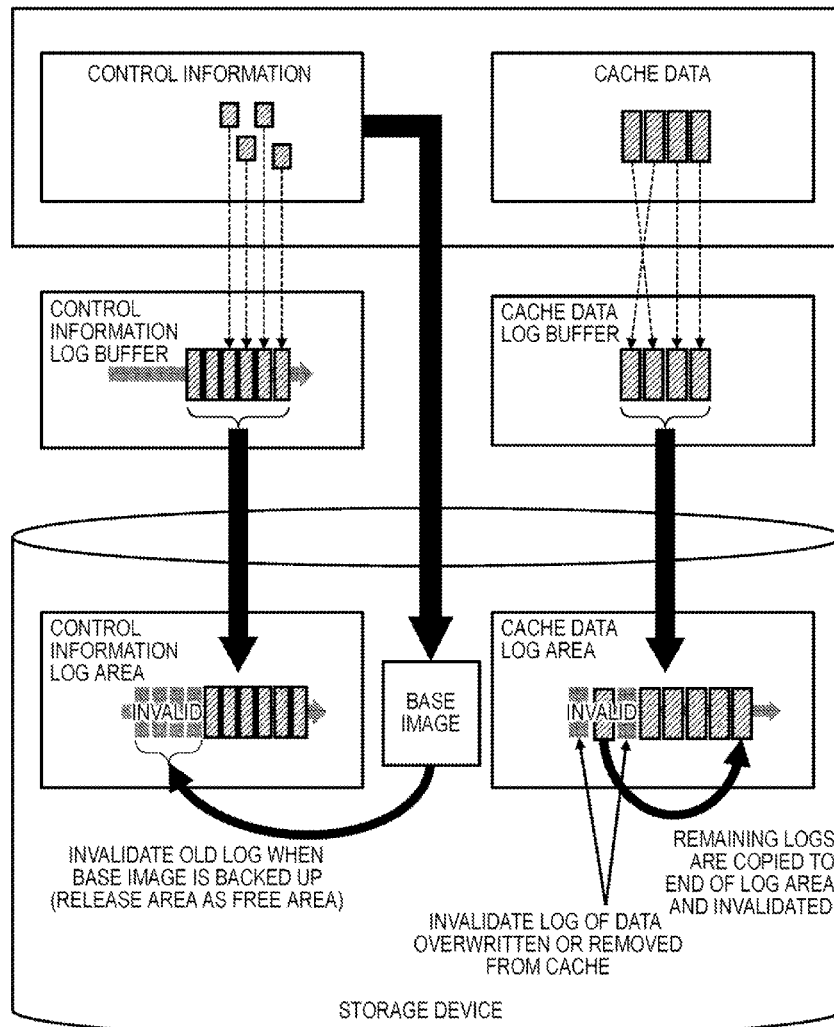 CONTROL INFORMATION
CACHE DATA
CONTROL
INFORMATION
LOG BUFFER
CACHE DATA
LOG BUFFER
CONTROL
INFORMATION
LOG AREA
INVALID
BASE
IMAGE
CACHE DATA
LOG AREA
INVALID
INVALIDATE OLD LOG WHEN
BASE IMAGE IS BACKED UP
(RELEASE AREA AS FREE AREA)
REMAINING LOGS
ARE COPIED TO
END OF LOG AREA
AND INVALIDATED
INVALIDATE LOG OF DATA
OVERWRITTEN OR REMOVED
FROM CACHE
STORAGE DEVICE